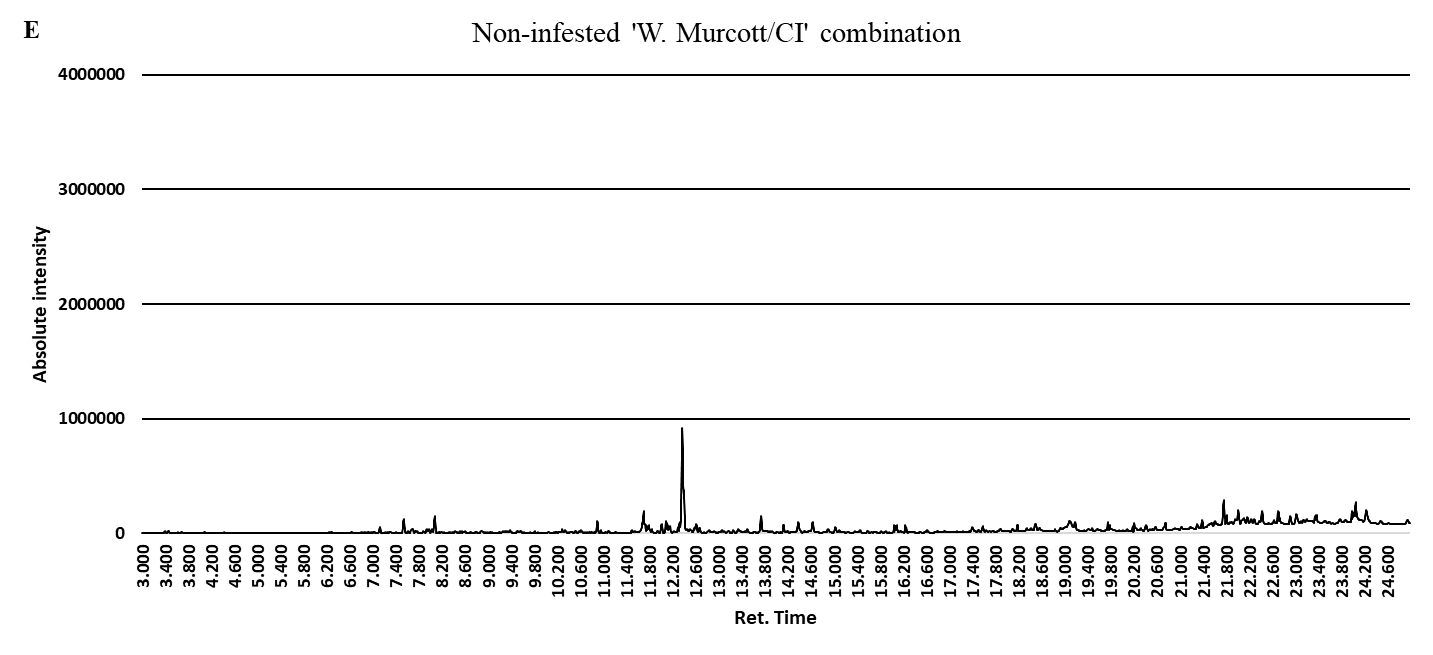 E
Non-infested 'W. Murcott/CI' combination
4000000
3000000
2000000
1000000
0
Absolute intensity
3.000 3.400 3.800 4.200 4.600 5.000 5.400 5.800 6.200 6.600 7.000 7.400 7.800 8.200 8.600 9.000 9.400 9.800 10.200 10.600 11.000 11.400 11.800 12.200 12.600 13.000 13.400 13.800 14.200 14.600 15.000 15.400 15.800 16.200 16.600 17.000 17.400 17.800 18.200 18.600 19.000 19.400 19.800 20.200 20.600 21.000 21.400 21.800 22.200 22.600 23.000 23.400 23.800 24.200 24.600
Ret. Time